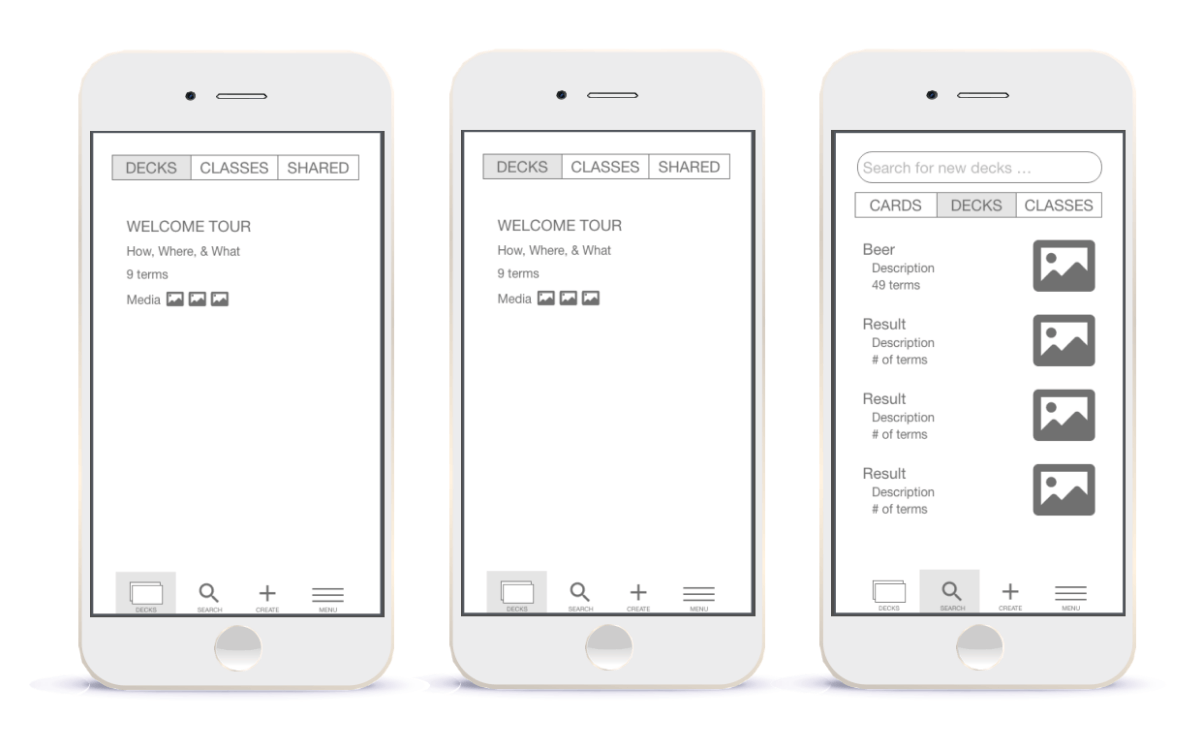 DECKS CLASSES SHARED
WELCOME TOUR
How, Where, & What
9 terms
Media
DECKS SEARCH CREATE MENU
DECKS CLASSES SHARED
WELCOME TOUR
How, Where, & What
9 terms
Media
DECKS SEARCH CREATE MENU
Search for new decks ...
CARDS DECKS CLASSES
Beer
Description
49 terms
Result
Description
# of terms
Result
Description
# of terms
Result
Description
# of terms
DECKS SEARCH CREATE MENU